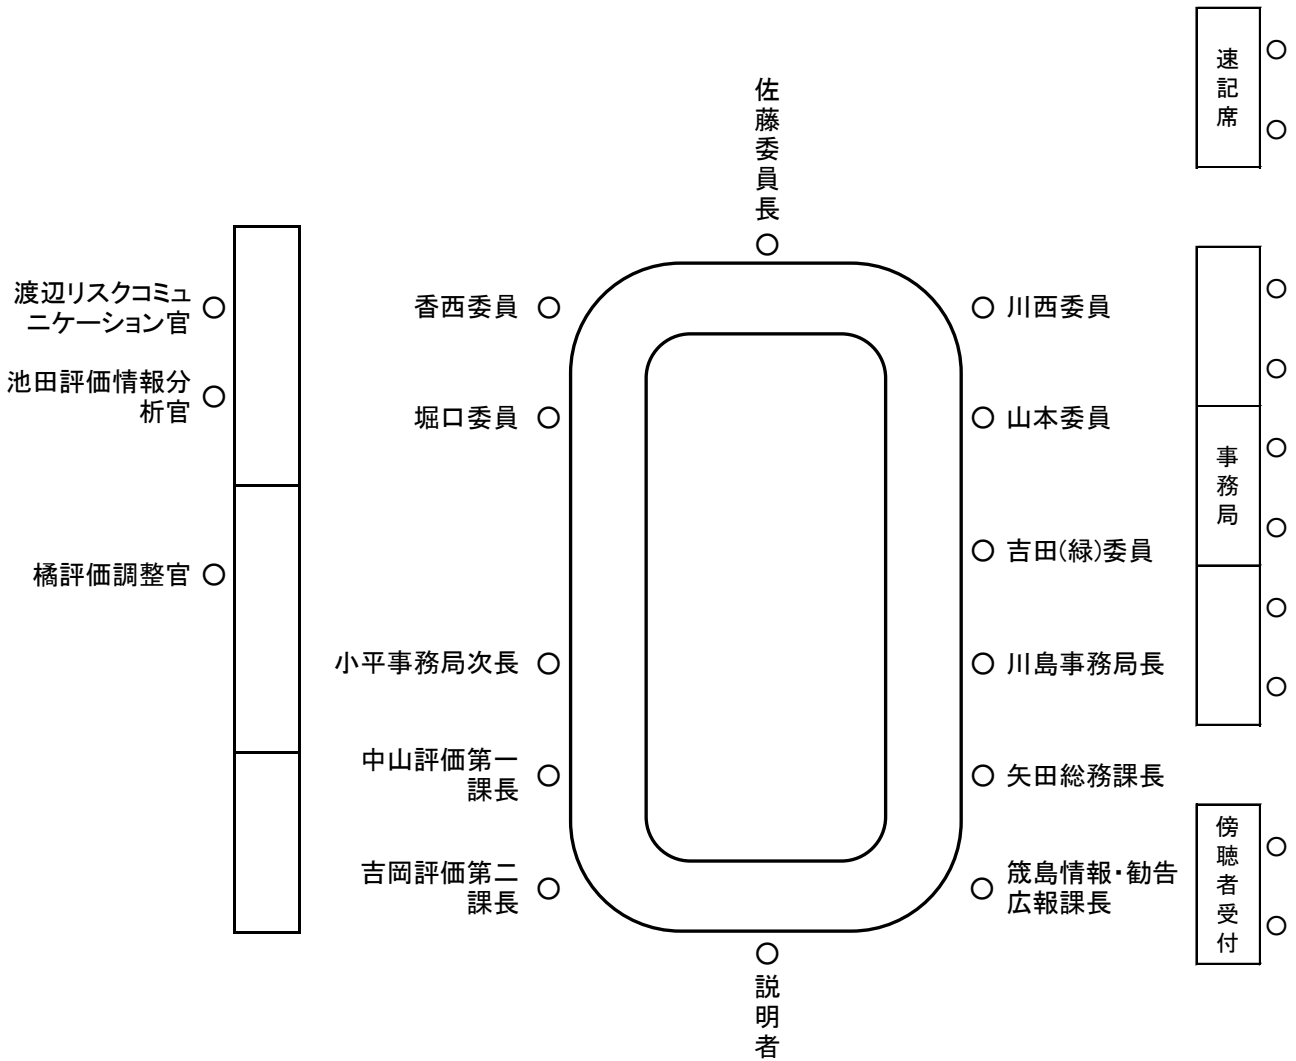 速記席
佐藤委員長
渡辺リスクコミュ
ニケーション官
香西委員
川西委員
池田評価情報分
析官
堀口委員
山本委員
事務局
吉田(緑)委員
橘評価調整官
小平事務局次長
川島事務局長
中山評価第一
課長
矢田総務課長
吉岡評価第二
課長
筬島情報・勧告
広報課長
傍聴者受付
説明者